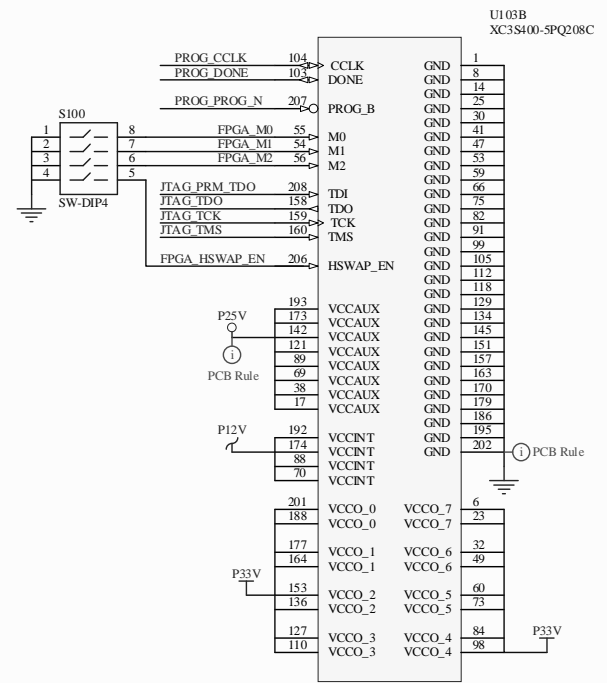 U103B
XC3S400-5PQ208C
PROG_CCLK 104 CCLK GND 1
PROG_DONE 103 DONE GND 8
GND 14
PROG_PROG_N 207 PROG_B GND 25
GND 30
S100
1 8 FPGA_M0 55 M0 GND 41
2 7 FPGA_M1 54 M1 GND 47
3 6 FPGA_M2 56 M2 GND 53
4 5 GND 59
SW-DIP4
JTAG_PRM_TDO 208 TDI GND 66
JTAG_TDO 158 TDO GND 75
JTAG_TCK 159 TCK GND 82
JTAG_TMS 160 TMS GND 91
GND 99
FPGA_HSWAP_EN 206 HSWAP_EN GND 105
GND 112
GND 118
193 VCCAUX GND 129
P25V 173 VCCAUX GND 134
142 VCCAUX GND 145
i 121 VCCAUX GND 151
89 VCCAUX GND 157
PCB Rule 69 VCCAUX GND 163
38 VCCAUX GND 170
17 VCCAUX GND 179
GND 186
P12V 192 VCCINT GND 195
174 VCCINT GND 202 i PCB Rule
88 VCCINT
70 VCCINT
201 VCCO_0 VCCO_7 6
188 VCCO_0 VCCO_7 23
177 VCCO_1 VCCO_6 32
164 VCCO_1 VCCO_6 49
P33V
153 VCCO_2 VCCO_5 60
136 VCCO_2 VCCO_5 73
127 VCCO_3 VCCO_4 84 P33V
110 VCCO_3 VCCO_4 98